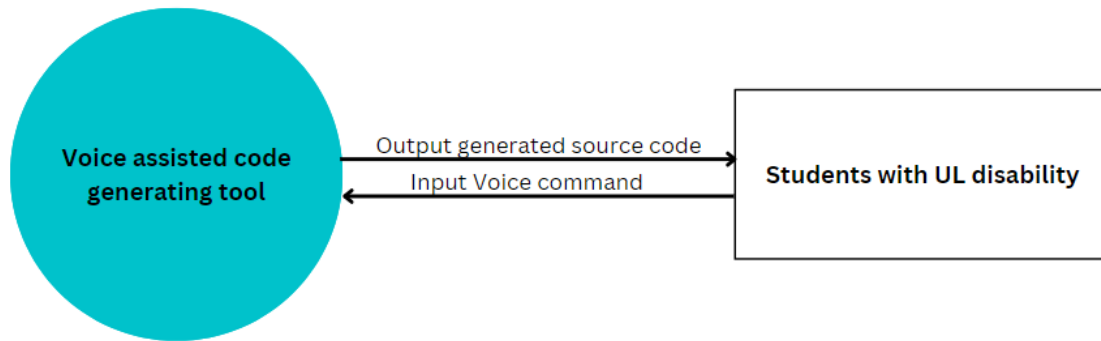 Voice assisted code
generating tool
Output generated source code
Input Voice command
Students with UL disability